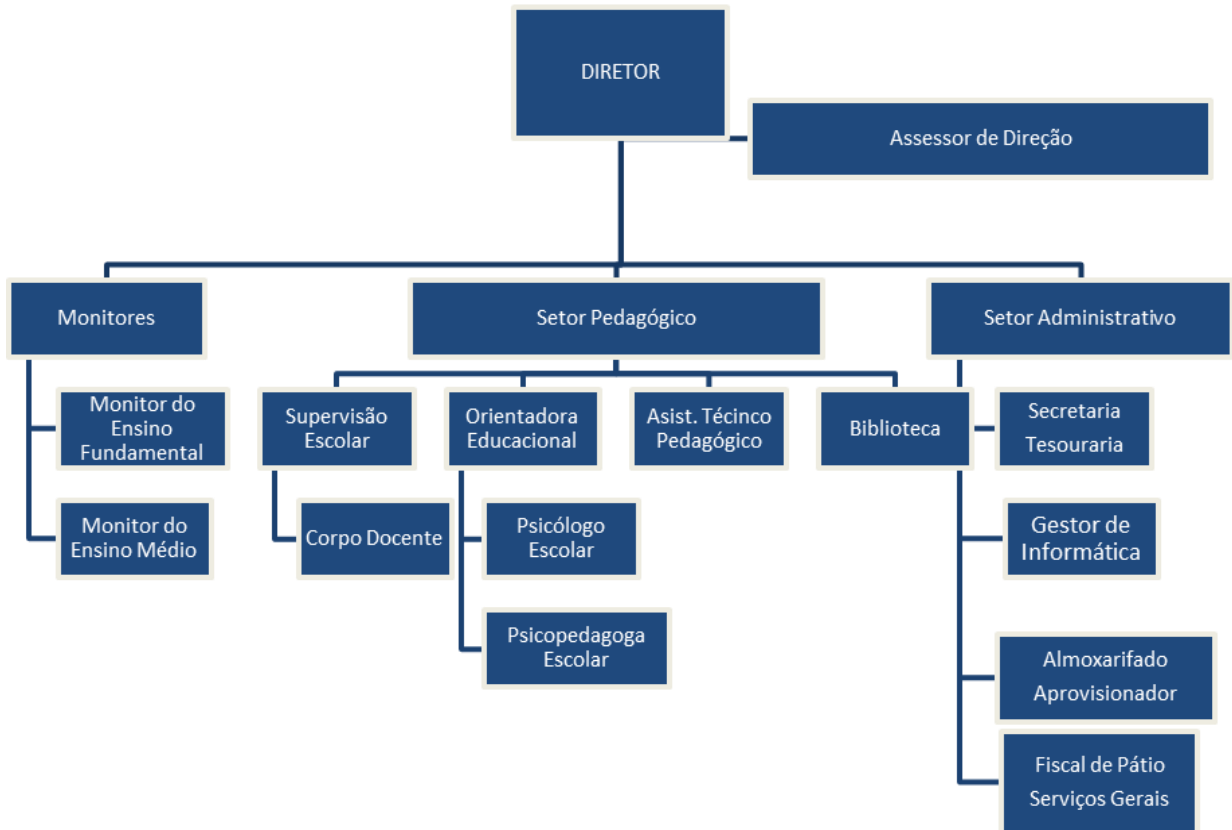 DIRETOR
Assessor de Direção
Monitores
Setor Pedagógico
Setor Administrativo
Monitor do
Ensino
Fundamental
Supervisão
Escolar
Orientadora
Educacional
Asist. Técinco
Pedagógico
Biblioteca
Secretaria
Tesouraria
Monitor do
Ensino Médio
Corpo Docente
Psicólogo
Escolar
Gestor de
Informática
Psicopedagoga
Escolar
Almoxarifado
Aprovisionador
Fiscal de Pátio
Serviços Gerais